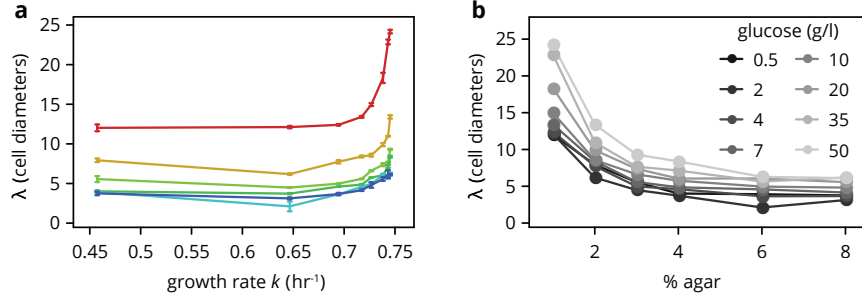 a
λ (cell diameters)
25
20
15
10
5
0
0.45 0.5 0.55 0.6 0.65 0.7 0.75
growth rate k (hr⁻¹)
b
λ (cell diameters)
25
20
15
10
5
0
2 4 6 8
% agar
glucose (g/l)
0.5 10
2 20
4 35
7 50